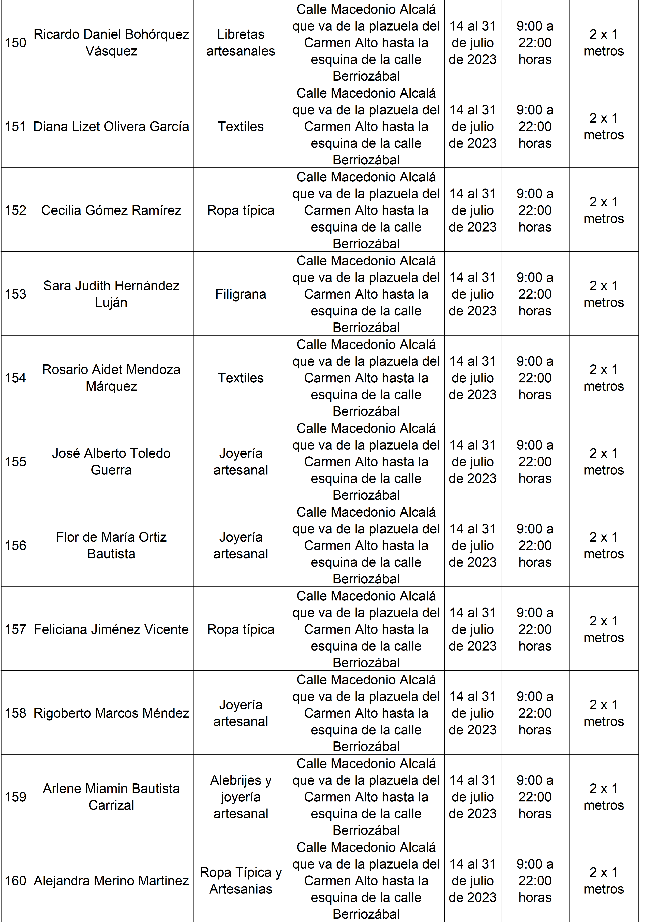 150 Ricardo Daniel Bohórquez Vásquez Libretas artesanales Calle Macedonio Alcalá que va de la plazuela del Carmen Alto hasta la esquina de la calle Berriozábal 14 al 31 de julio de 2023 9:00 a 22:00 horas 2 x 1 metros
151 Diana Lizet Olivera García Textiles Calle Macedonio Alcalá que va de la plazuela del Carmen Alto hasta la esquina de la calle Berriozábal 14 al 31 de julio de 2023 9:00 a 22:00 horas 2 x 1 metros
152 Cecilia Gómez Ramírez Ropa típica Calle Macedonio Alcalá que va de la plazuela del Carmen Alto hasta la esquina de la calle Berriozábal 14 al 31 de julio de 2023 9:00 a 22:00 horas 2 x 1 metros
153 Sara Judith Hernández Luján Filigrana Calle Macedonio Alcalá que va de la plazuela del Carmen Alto hasta la esquina de la calle Berriozábal 14 al 31 de julio de 2023 9:00 a 22:00 horas 2 x 1 metros
154 Rosario Aidet Mendoza Márquez Textiles Calle Macedonio Alcalá que va de la plazuela del Carmen Alto hasta la esquina de la calle Berriozábal 14 al 31 de julio de 2023 9:00 a 22:00 horas 2 x 1 metros
155 José Alberto Toledo Guerra Joyería artesanal Calle Macedonio Alcalá que va de la plazuela del Carmen Alto hasta la esquina de la calle Berriozábal 14 al 31 de julio de 2023 9:00 a 22:00 horas 2 x 1 metros
156 Flor de María Ortiz Bautista Joyería artesanal Calle Macedonio Alcalá que va de la plazuela del Carmen Alto hasta la esquina de la calle Berriozábal 14 al 31 de julio de 2023 9:00 a 22:00 horas 2 x 1 metros
157 Feliciana Jiménez Vicente Ropa típica Calle Macedonio Alcalá que va de la plazuela del Carmen Alto hasta la esquina de la calle Berriozábal 14 al 31 de julio de 2023 9:00 a 22:00 horas 2 x 1 metros
158 Rigoberto Marcos Méndez Joyería artesanal Calle Macedonio Alcalá que va de la plazuela del Carmen Alto hasta la esquina de la calle Berriozábal 14 al 31 de julio de 2023 9:00 a 22:00 horas 2 x 1 metros
159 Arlene Miamin Bautista Carrizal Alebrijes y joyería artesanal Calle Macedonio Alcalá que va de la plazuela del Carmen Alto hasta la esquina de la calle Berriozábal 14 al 31 de julio de 2023 9:00 a 22:00 horas 2 x 1 metros
160 Alejandra Merino Martinez Ropa Típica y Artesanias Calle Macedonio Alcalá que va de la plazuela del Carmen Alto hasta la esquina de la calle Berriozábal 14 al 31 de julio de 2023 9:00 a 22:00 horas 2 x 1 metros